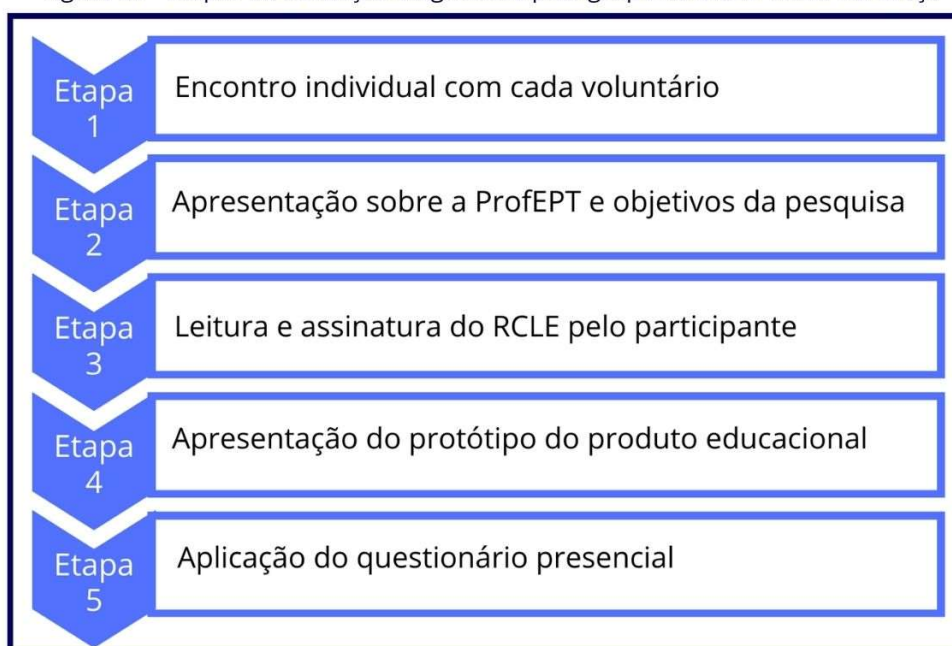 Etapa
1
Encontro individual com cada voluntário
Etapa
2
Apresentação sobre a ProfEPT e objetivos da pesquisa
Etapa
3
Leitura e assinatura do RCLE pelo participante
Etapa
4
Apresentação do protótipo do produto educacional
Etapa
5
Aplicação do questionário presencial